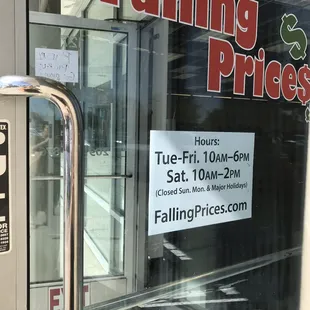 Falling
Prices
$
Hours:
Tue-Fri. 10AM-6PM
Sat. 10AM-2PM
(Closed Sun. Mon. & Major Holidays)
FallingPrices.com